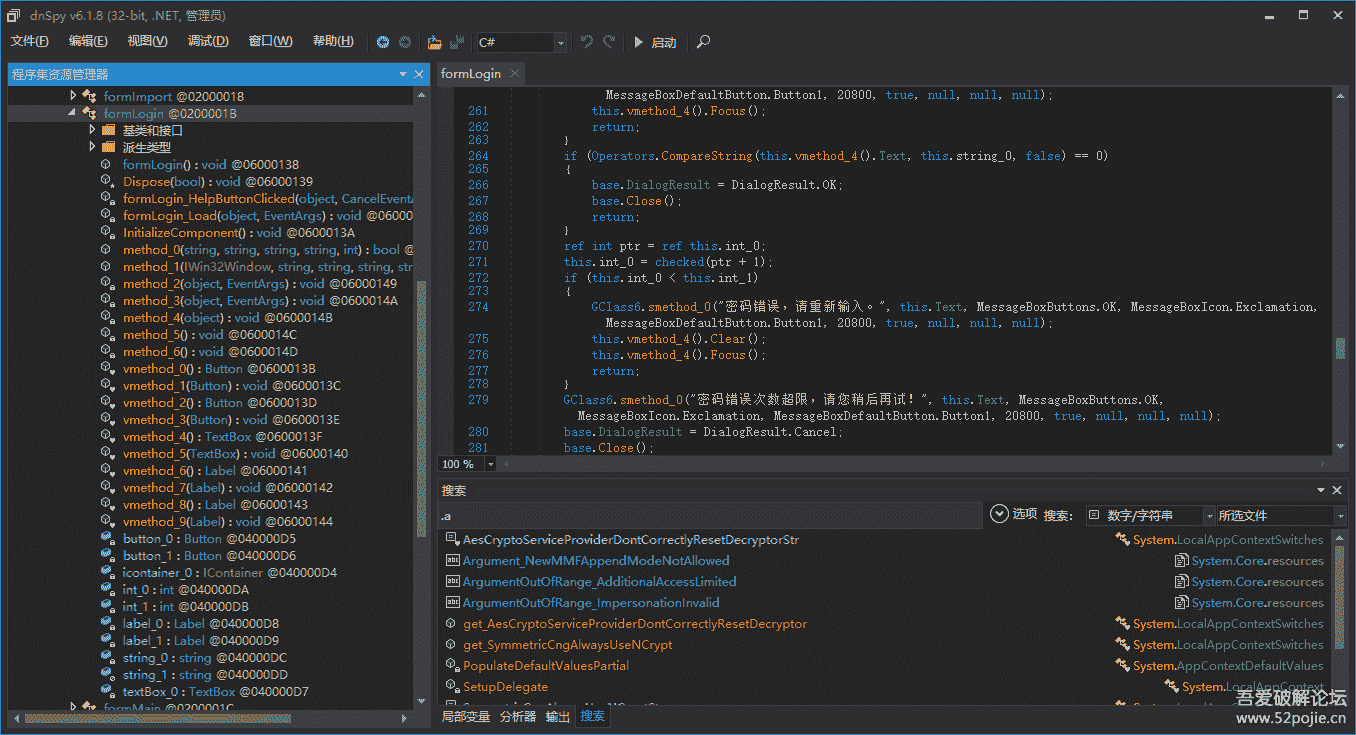 dnSpy v6.1.8 (32-bit, .NET, 管理员)
文件(F) 编辑(E) 视图(V) 调试(D) 窗口(W) 帮助(H) C# 启动
程序集资源管理器
formImport @02000018
formLogin @0200001B
基类和接口
派生类型
formLogin() : void @06000138
Dispose(bool) : void @06000139
formLogin_HelpButtonClicked(object, CancelEventA
formLogin_Load(object, EventArgs) : void @06000
InitializeComponent() : void @0600013A
method_0(string, string, string, string, int) : bool @
method_1(IWin32Window, string, string, string, str
method_2(object, EventArgs) : void @06000149
method_3(object, EventArgs) : void @0600014A
method_4(object) : void @0600014B
method_5() : void @0600014C
method_6() : void @0600014D
vmethod_0() : Button @0600013B
vmethod_1(Button) : void @0600013C
vmethod_2() : Button @0600013D
vmethod_3(Button) : void @0600013E
vmethod_4() : TextBox @0600013F
vmethod_5(TextBox) : void @06000140
vmethod_6() : Label @06000141
vmethod_7(Label) : void @06000142
vmethod_8() : Label @06000143
vmethod_9(Label) : void @06000144
button_0 : Button @040000D5
button_1 : Button @040000D6
icontainer_0 : IContainer @040000D4
int_0 : int @040000DA
int_1 : int @040000DB
label_0 : Label @040000D8
label_1 : Label @040000D9
string_0 : string @040000DC
string_1 : string @040000DD
textBox_0 : TextBox @040000D7
formMain @0200001C
formLogin
MessageBoxDefaultButton.Button1, 20800, true, null, null, null);
261 this.vmethod_4().Focus();
262 return;
263 }
264 if (Operators.CompareString(this.vmethod_4().Text, this.string_0, false) == 0)
265 {
266 base.DialogResult = DialogResult.OK;
267 base.Close();
268 return;
269 }
270 ref int ptr = ref this.int_0;
271 this.int_0 = checked(ptr + 1);
272 if (this.int_0 < this.int_1)
273 {
274 GClass6.smethod_0("密码错误，请重新输入。", this.Text, MessageBoxButtons.OK, MessageBoxIcon.Exclamation,
MessageBoxDefaultButton.Button1, 20800, true, null, null, null);
275 this.vmethod_4().Clear();
276 this.vmethod_4().Focus();
277 return;
278 }
279 GClass6.smethod_0("密码错误次数超限，请您稍后再试！", this.Text, MessageBoxButtons.OK,
MessageBoxIcon.Exclamation, MessageBoxDefaultButton.Button1, 20800, true, null, null, null);
280 base.DialogResult = DialogResult.Cancel;
281 base.Close();
100 %
搜索
.a 选项 搜索: 数字/字符串 所选文件
AesCryptoServiceProviderDontCorrectlyResetDecryptorStr System.LocalAppContextSwitches
Argument_NewMMFAppendModeNotAllowed System.Core.resources
ArgumentOutOfRange_AdditionalAccessLimited System.Core.resources
ArgumentOutOfRange_ImpersonationInvalid System.Core.resources
get_AesCryptoServiceProviderDontCorrectlyResetDecryptor System.LocalAppContextSwitches
get_SymmetricCngAlwaysUseNCrypt System.LocalAppContextSwitches
PopulateDefaultValuesPartial System.AppContextDefaultValues
SetupDelegate System.LocalAppContext
局部变量 分析器 输出 搜索
吾爱破解论坛
www.52pojie.cn